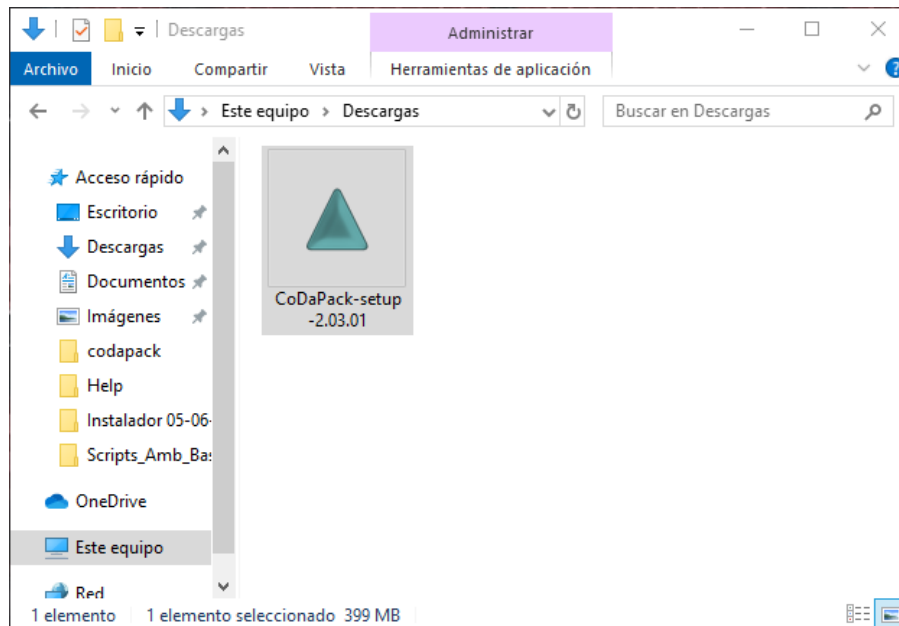 Descargas
Administrar
Archivo Inicio Compartir Vista Herramientas de aplicación
Este equipo > Descargas
Buscar en Descargas
Acceso rápido
Escritorio
Descargas
Documentos
Imágenes
codapack
Help
Instalador 05-06-
Scripts_Amb_Ba
OneDrive
Este equipo
Red
CoDaPack-setup
-2.03.01
1 elemento 1 elemento seleccionado 399 MB